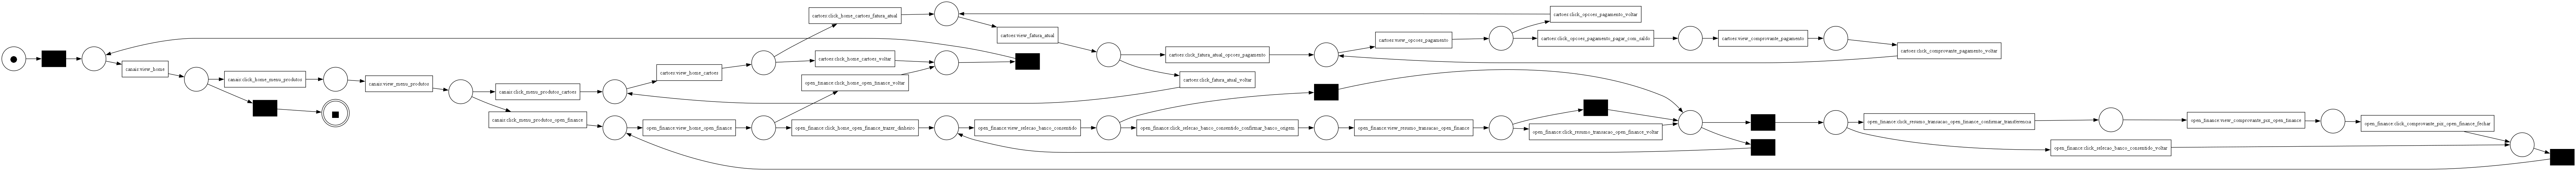 cartoes:click_home_cartoes_fatura_atual
cartoes:click_opcoes_pagamento_voltar
cartoes:view_fatura_atual
cartoes:view_opcoes_pagamento
cartoes:click_opcoes_pagamento_pagar_com_saldo
cartoes:view_comprovante_pagamento
cartoes:click_comprovante_pagamento_voltar
cartoes:click_fatura_atual_opcoes_pagamento
cartoes:click_home_cartoes_voltar
canais:view_home
cartoes:view_home_cartoes
canais:click_home_menu_produtos
open_finance:click_home_open_finance_voltar
cartoes:click_fatura_atual_voltar
canais:view_menu_produtos
canais:click_menu_produtos_cartoes
canais:click_menu_produtos_open_finance
open_finance:view_home_open_finance
open_finance:click_home_open_finance_trazer_dinheiro
open_finance:view_selecao_banco_consentido
open_finance:click_selecao_banco_consentido_confirmar_banco_origem
open_finance:view_resumo_transacao_open_finance
open_finance:click_resumo_transacao_open_finance_voltar
open_finance:click_resumo_transacao_open_finance_confirmar_transferencia
open_finance:view_comprovante_pix_open_finance
open_finance:click_comprovante_pix_open_finance_fechar
open_finance:click_selecao_banco_consentido_voltar